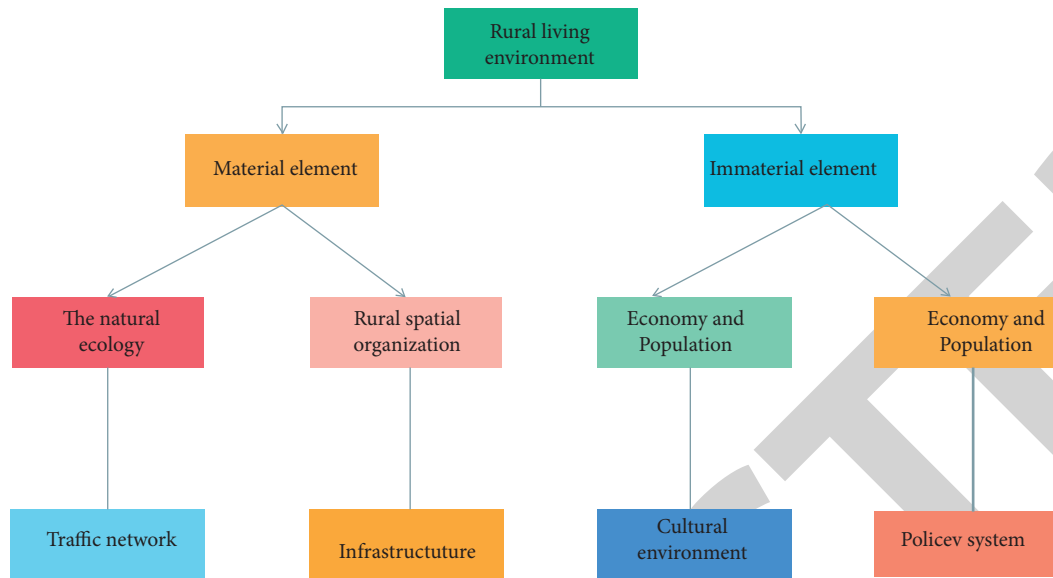 Rural living
environment
Material element
Immaterial element
The natural
ecology
Rural spatial
organization
Economy and
Population
Economy and
Population
Traffic network
Infrastructuture
Cultural
environment
Policev system